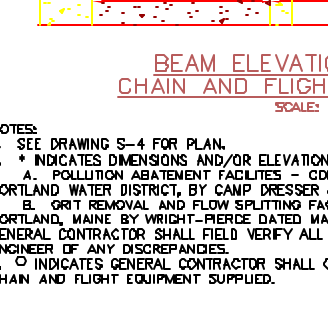 BEAM ELEVATIO
CHAIN AND FLIGH
SCALE:
OTES:
. SEE DRAWING S-4 FOR PLAN.
. * INDICATES DIMENSIONS AND/OR ELEVATION
A. POLLUTION ABATEMENT FACILITES - CO
ORTLAND WATER DISTRICT, BY CAMP DRESSER
B. GRIT REMOVAL AND FLOW SPLITTING FA
ORTLAND, MAINE BY WRIGHT-PIERCE DATED MA
ENERAL CONTRACTOR SHALL FIELD VERIFY ALL
NGINEER OF ANY DISCREPANCIES.
. O INDICATES GENERAL CONTRACTOR SHALL
HAIN AND FLIGHT EQUIPMENT SUPPLIED.